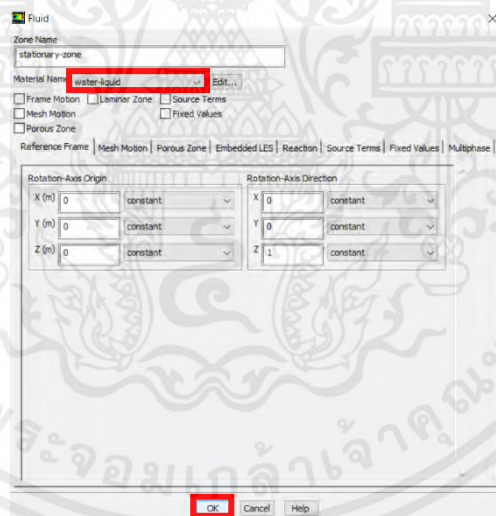 Fluid
Zone Name
stationary-zone
Material Name water-liquid Edit...
Frame Motion Laminar Zone Source Terms
Mesh Motion Fixed Values
Porous Zone
Reference Frame Mesh Motion Porous Zone Embedded LES Reaction Source Terms Fixed Values Multiphase
Rotation-Axis Origin Rotation-Axis Direction
X (m) 0 constant X 0 constant
Y (m) 0 constant Y 0 constant
Z (m) 0 constant Z 1 constant
OK Cancel Help